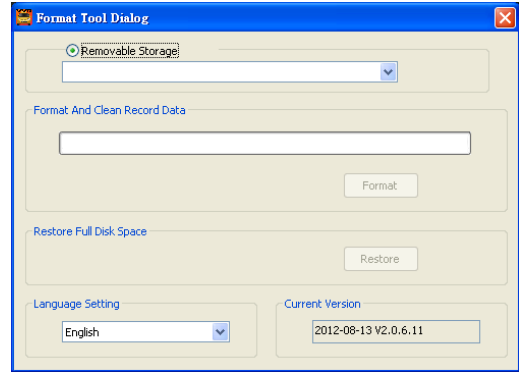 Format Tool Dialog
Removable Storage
Format And Clean Record Data
Format
Restore Full Disk Space
Restore
Language Setting
English
Current Version
2012-08-13 V2.0.6.11